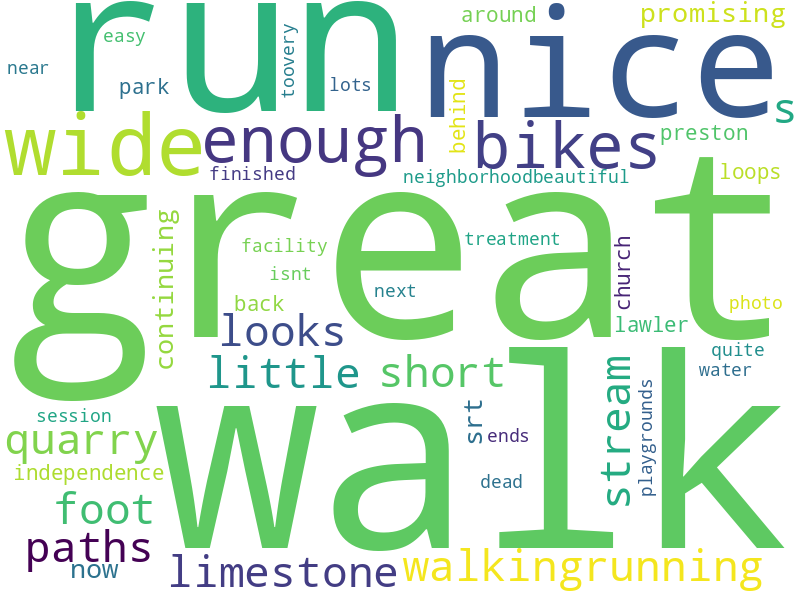 run
nice
around
promising
easy
near
park
toovery
lots
behind
s
wide
enough
bikes
preston
finished
neighborhoodbeautiful
loops
great
continuing
facility
treatment
church
isnt
back
next
photo
looks
lawler
little
short
quite
water
walk
session
srt
ends
stream
playgrounds
quarry
independence
dead
foot
paths
now
limestone
walkingrunning